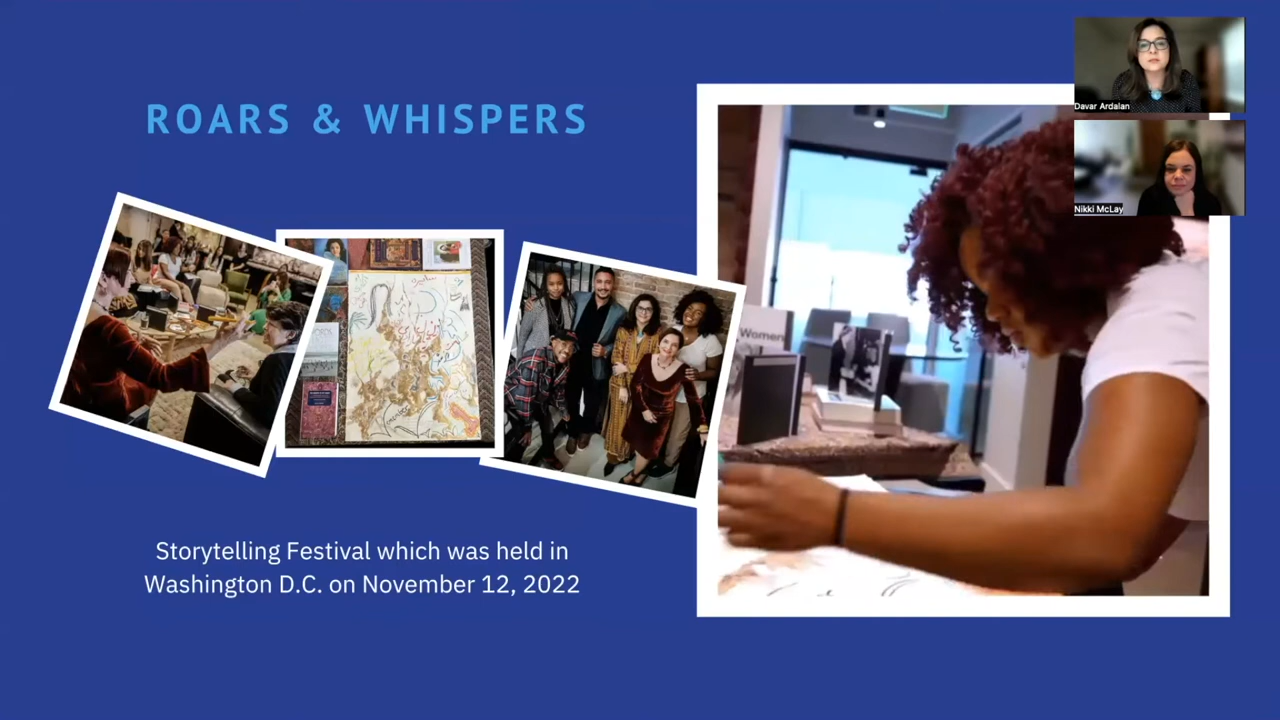 ROARS & WHISPERS
Davar Ardalan
Nikki McLay
Women
Storytelling Festival which was held in
Washington D.C. on November 12, 2022